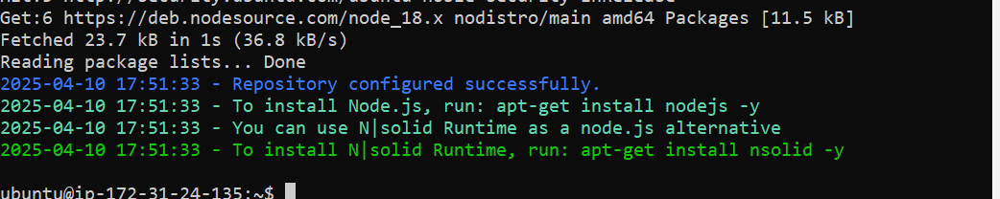 Get:6 https://deb.nodesource.com/node_18.x nodistro/main amd64 Packages [11.5 kB]
Fetched 23.7 kB in 1s (36.8 kB/s)
Reading package lists... Done
2025-04-10 17:51:33 - Repository configured successfully.
2025-04-10 17:51:33 - To install Node.js, run: apt-get install nodejs -y
2025-04-10 17:51:33 - You can use N|solid Runtime as a node.js alternative
2025-04-10 17:51:33 - To install N|solid Runtime, run: apt-get install nsolid -y
ubuntu@ip-172-31-24-135:~$